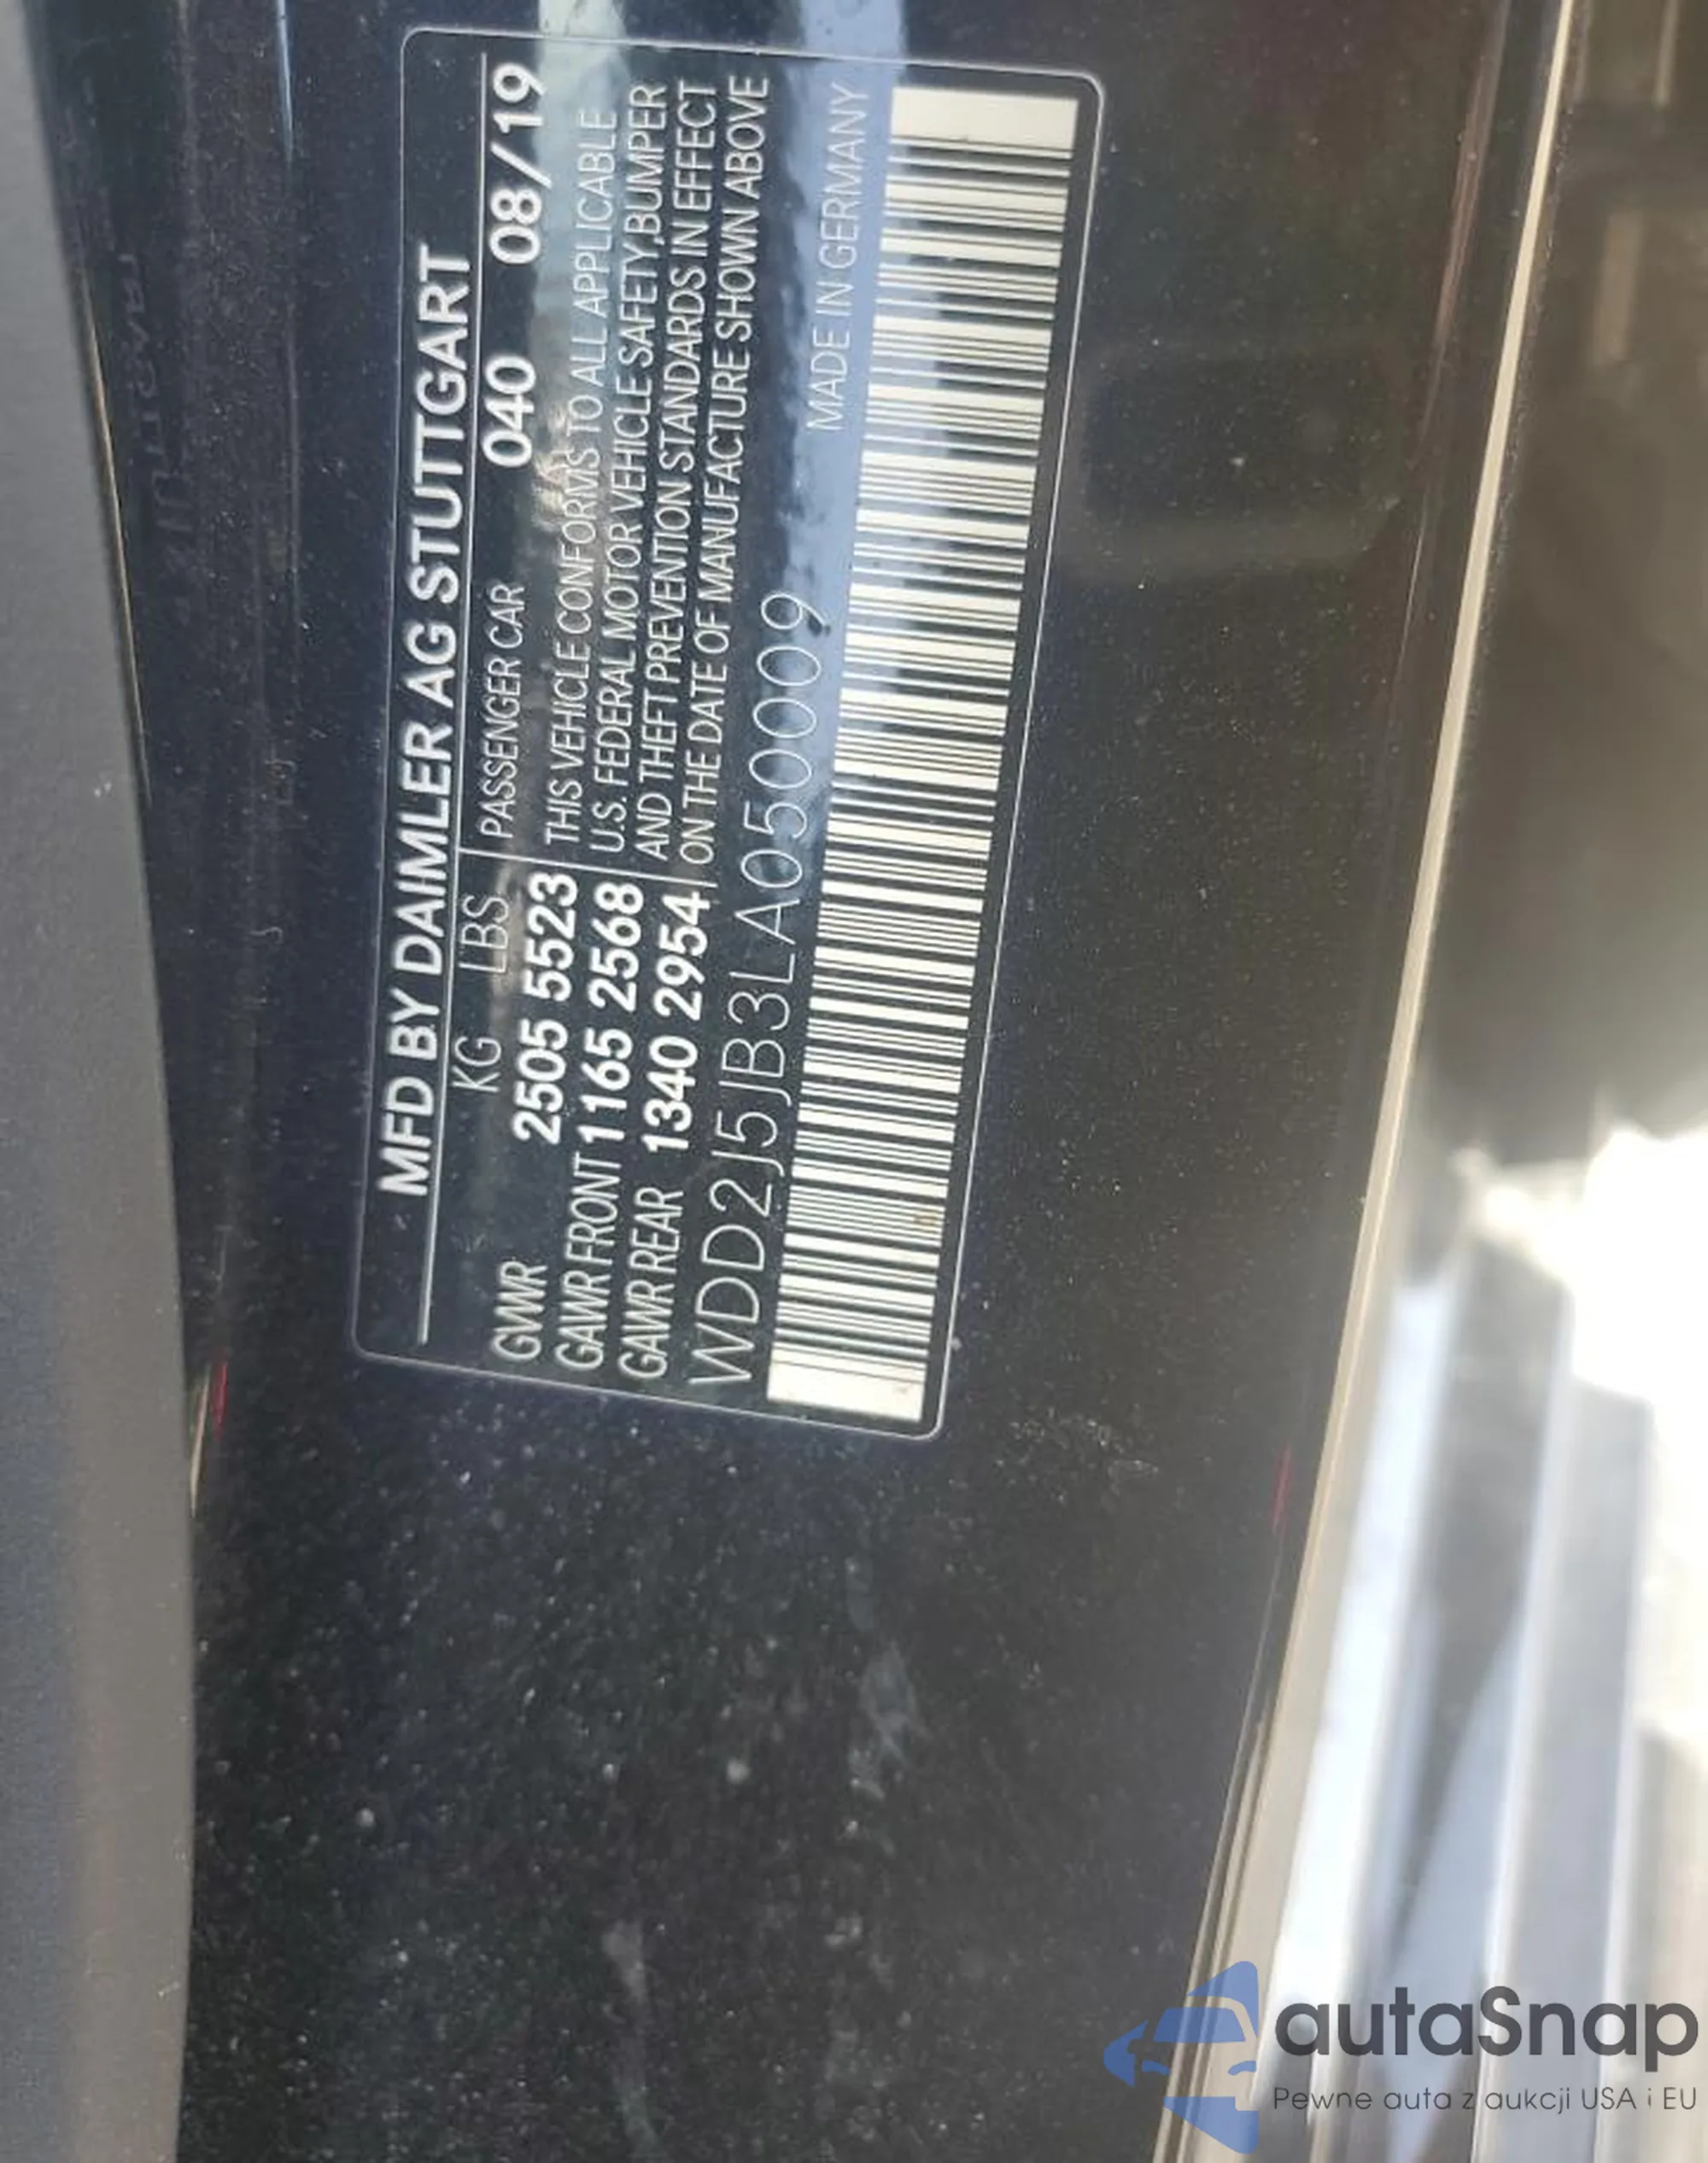 MFD BY DAIMLER AG STUTTGART
KG LBS PASSENGER CAR 040 08/19
GVWR 2505 5523 THIS VEHICLE CONFORMS TO ALL APPLICABLE
GAWR FRONT 1165 2568 U.S. FEDERAL MOTOR VEHICLE SAFETY, BUMPER
GAWR REAR 1340 2954 AND THEFT PREVENTION STANDARDS IN EFFECT
ON THE DATE OF MANUFACTURE SHOWN ABOVE
WDD2J5JB3LA050009
MADE IN GERMANY
autaSnap
Pewne auta z aukcji USA i EU